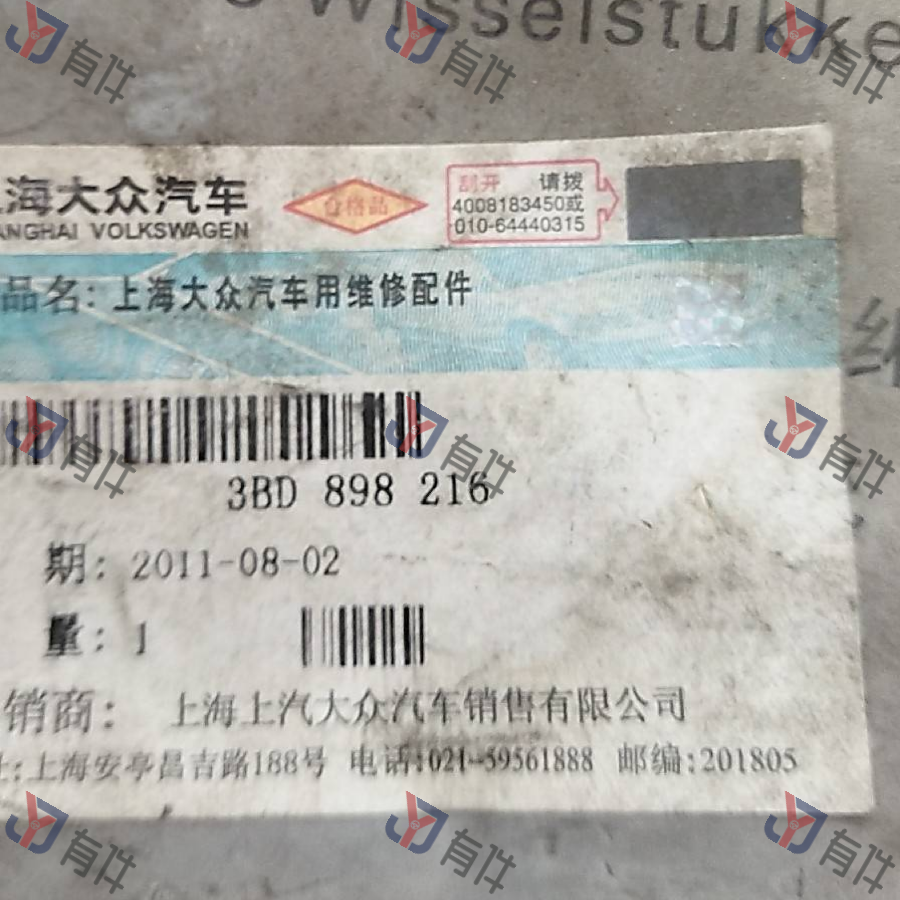 Wisselstukke
海大众汽车
ANGHAI VOLKSWAGEN
合格品
刮开 请拨
4008183450或
010-64440315
品名: 上海大众汽车用维修配件
3BD 898 216
期: 2011-08-02
量: 1
销商: 上海上汽大众汽车销售有限公司
上海安亭昌吉路188号 电话:021-59561888 邮编:201805
有件
有件
有件
有件
有件
有件
有件
有件
有件